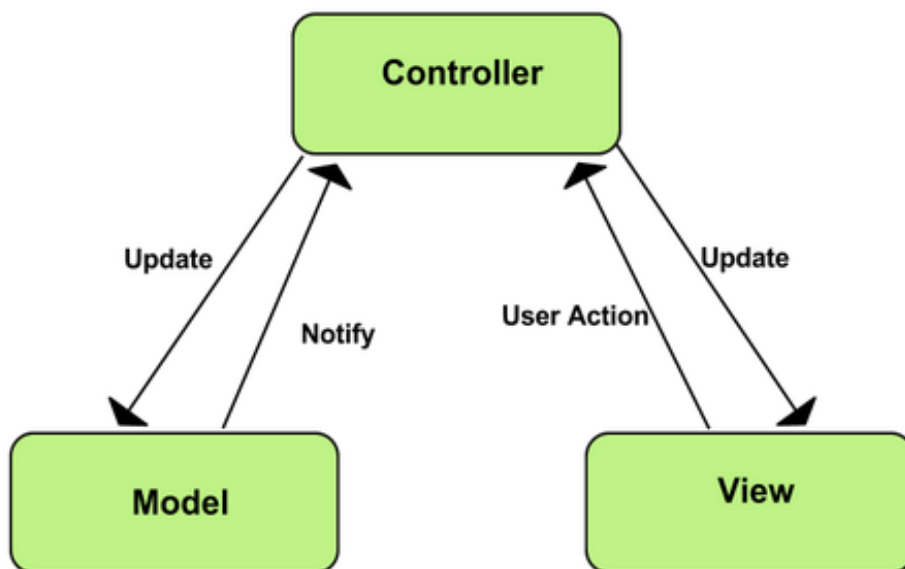 Controller
Update
Update
Notify
User Action
Model
View